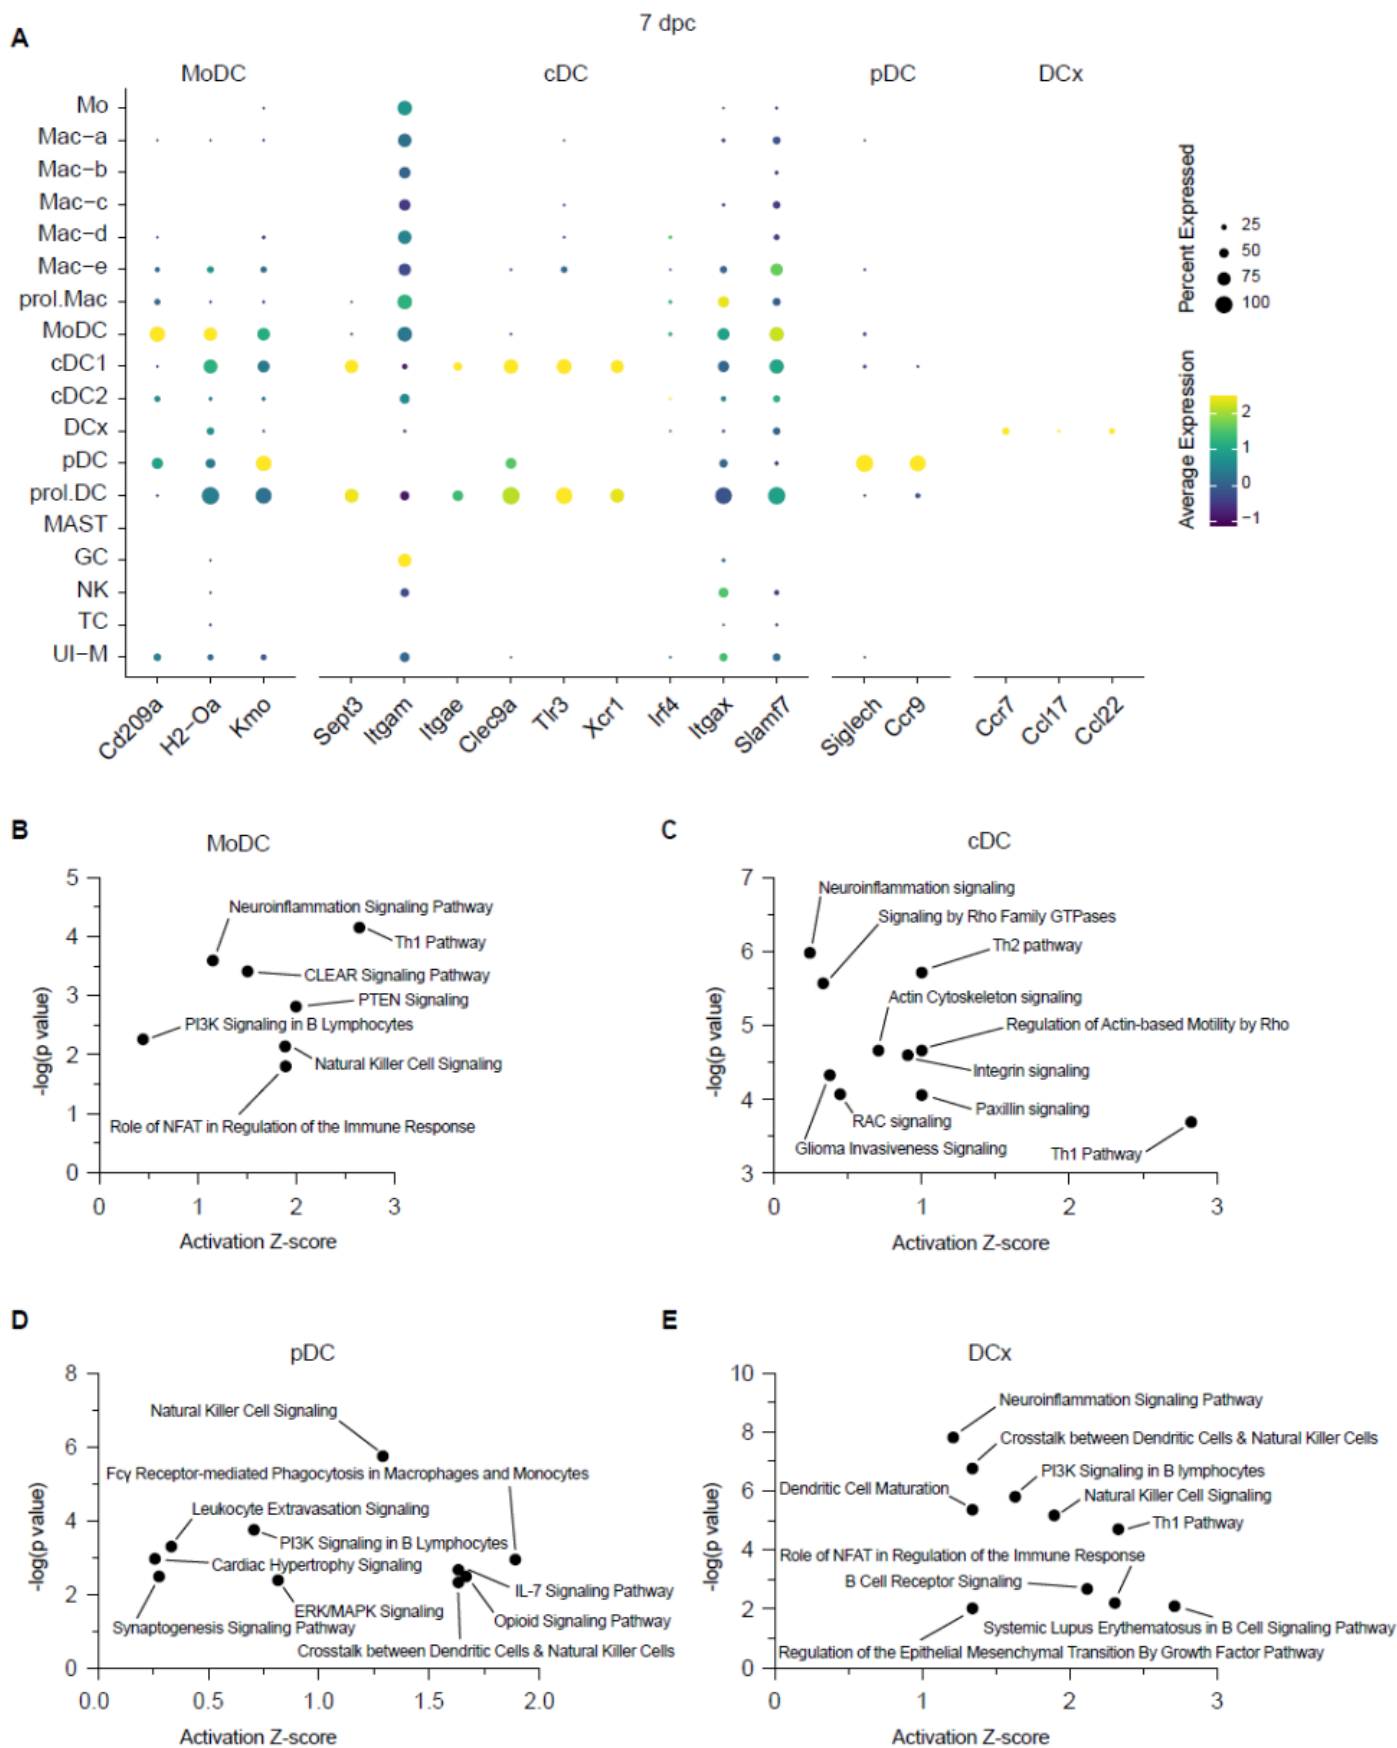 7 dpc
A
MoDC
cDC
pDC
DCx
Mo
Mac−a
Mac−b
Mac−c
Mac−d
Mac−e
prol.Mac
MoDC
cDC1
cDC2
DCx
pDC
prol.DC
MAST
GC
NK
TC
UI−M
Cd209a
H2−Oa
Kmo
Sept3
Itgam
Itgae
Clec9a
Tlr3
Xcr1
Irf4
Itgax
Slamf7
Siglech
Ccr9
Ccr7
Ccl17
Ccl22
Percent Expressed
25
50
75
100
Average Expression
2
1
0
−1
B
MoDC
5
4
3
2
1
0
-log(p value)
Neuroinflammation Signaling Pathway
Th1 Pathway
CLEAR Signaling Pathway
PTEN Signaling
PI3K Signaling in B Lymphocytes
Natural Killer Cell Signaling
Role of NFAT in Regulation of the Immune Response
0 1 2 3
Activation Z-score
C
cDC
7
6
5
4
3
-log(p value)
Neuroinflammation signaling
Signaling by Rho Family GTPases
Th2 pathway
Actin Cytoskeleton signaling
Regulation of Actin-based Motility by Rho
Integrin signaling
Paxillin signaling
RAC signaling
Glioma Invasiveness Signaling
Th1 Pathway
0 1 2 3
Activation Z-score
D
pDC
8
6
4
2
0
-log(p value)
Natural Killer Cell Signaling
Fcγ Receptor-mediated Phagocytosis in Macrophages and Monocytes
Leukocyte Extravasation Signaling
PI3K Signaling in B Lymphocytes
Cardiac Hypertrophy Signaling
IL-7 Signaling Pathway
ERK/MAPK Signaling
Opioid Signaling Pathway
Synaptogenesis Signaling Pathway
Crosstalk between Dendritic Cells & Natural Killer Cells
0.0 0.5 1.0 1.5 2.0
Activation Z-score
E
DCx
10
8
6
4
2
0
-log(p value)
Neuroinflammation Signaling Pathway
Crosstalk between Dendritic Cells & Natural Killer Cells
PI3K Signaling in B lymphocytes
Dendritic Cell Maturation
Natural Killer Cell Signaling
Th1 Pathway
Role of NFAT in Regulation of the Immune Response
B Cell Receptor Signaling
Systemic Lupus Erythematosus in B Cell Signaling Pathway
Regulation of the Epithelial Mesenchymal Transition By Growth Factor Pathway
0 1 2 3
Activation Z-score